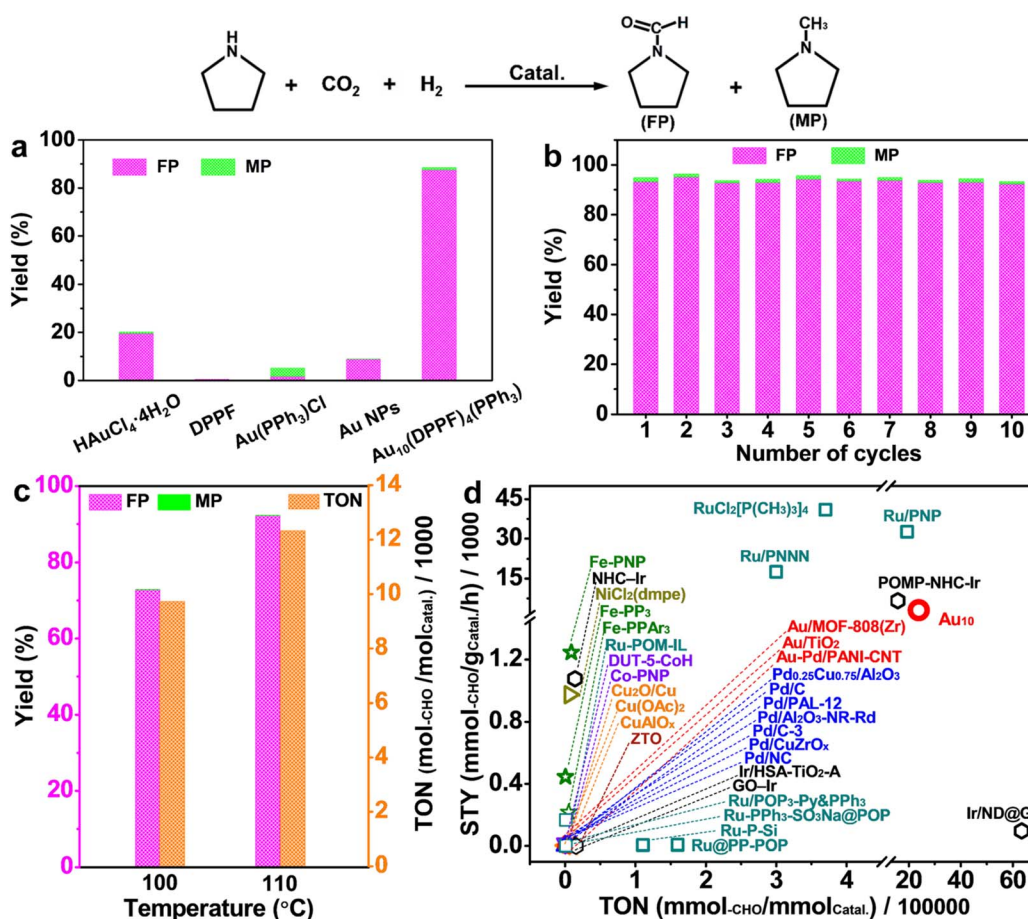 H
N
+ CO₂ + H₂
Catal.
O
H
N
(FP)
+
CH₃
N
(MP)
a
FP MP
Yield (%)
100
80
60
40
20
0
HAuCl₄·4H₂O
DPPF
Au(PPh₃)Cl
Au NPs
Au₁₀(DPPF)₄(PPh₃)
b
FP MP
Yield (%)
100
80
60
40
20
0
1 2 3 4 5 6 7 8 9 10
Number of cycles
c
FP MP TON
Yield (%)
100
80
60
40
20
0
100 110
Temperature (°C)
14
12
10
8
6
4
2
0
TON (mol-CHO /molCatal.) / 1000
d
STY (mmol-CHO/gCatal./h) / 1000
45
30
15
1.2
0.8
0.4
0.0
RuCl₂[P(CH₃)₃]₄
Ru/PNP
Ru/PNNN
POMP-NHC-Ir
Au₁₀
Fe-PNP
NHC–Ir
NiCl₂(dmpe)
Fe-PP₃
Fe-PPAr₃
Ru-POM-IL
DUT-5-CoH
Co-PNP
Cu₂O/Cu
Cu(OAc)₂
CuAlOₓ
ZTO
Au/MOF-808(Zr)
Au/TiO₂
Au-Pd/PANI-CNT
Pd₀.₂₅Cu₀.₇₅/Al₂O₃
Pd/C
Pd/PAL-12
Pd/Al₂O₃-NR-Rd
Pd/C-3
Pd/CuZrOₓ
Pd/NC
Ir/HSA-TiO₂-A
GO–Ir
Ru/POP₃-Py&PPh₃
Ru-PPh₃-SO₃Na@POP
Ru-P-Si
Ru@PP-POP
Ir/ND@G
0 1 2 3 4 20 40 60
TON (mmol-CHO/mmolCatal.) / 100000